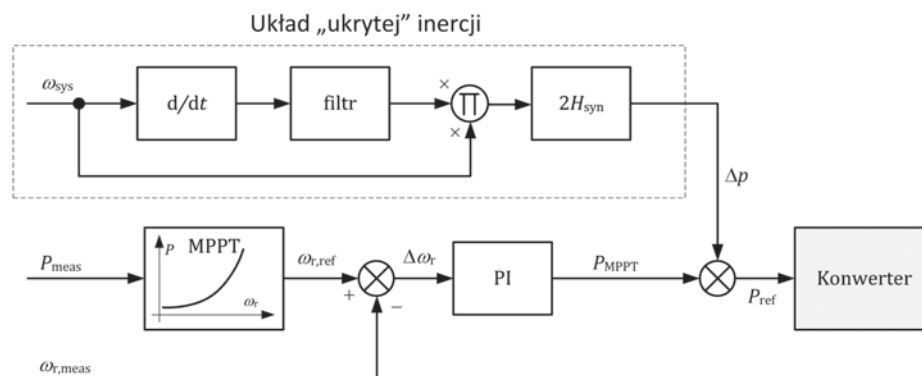 Układ „ukrytej” inercji
ωsys
d/dt
filtr
×
×
Π
2Hsyn
Δp
Pmeas
P
MPPT
ωr
ωr,ref
+
−
Δωr
PI
PMPPT
Pref
Konwerter
ωr,meas